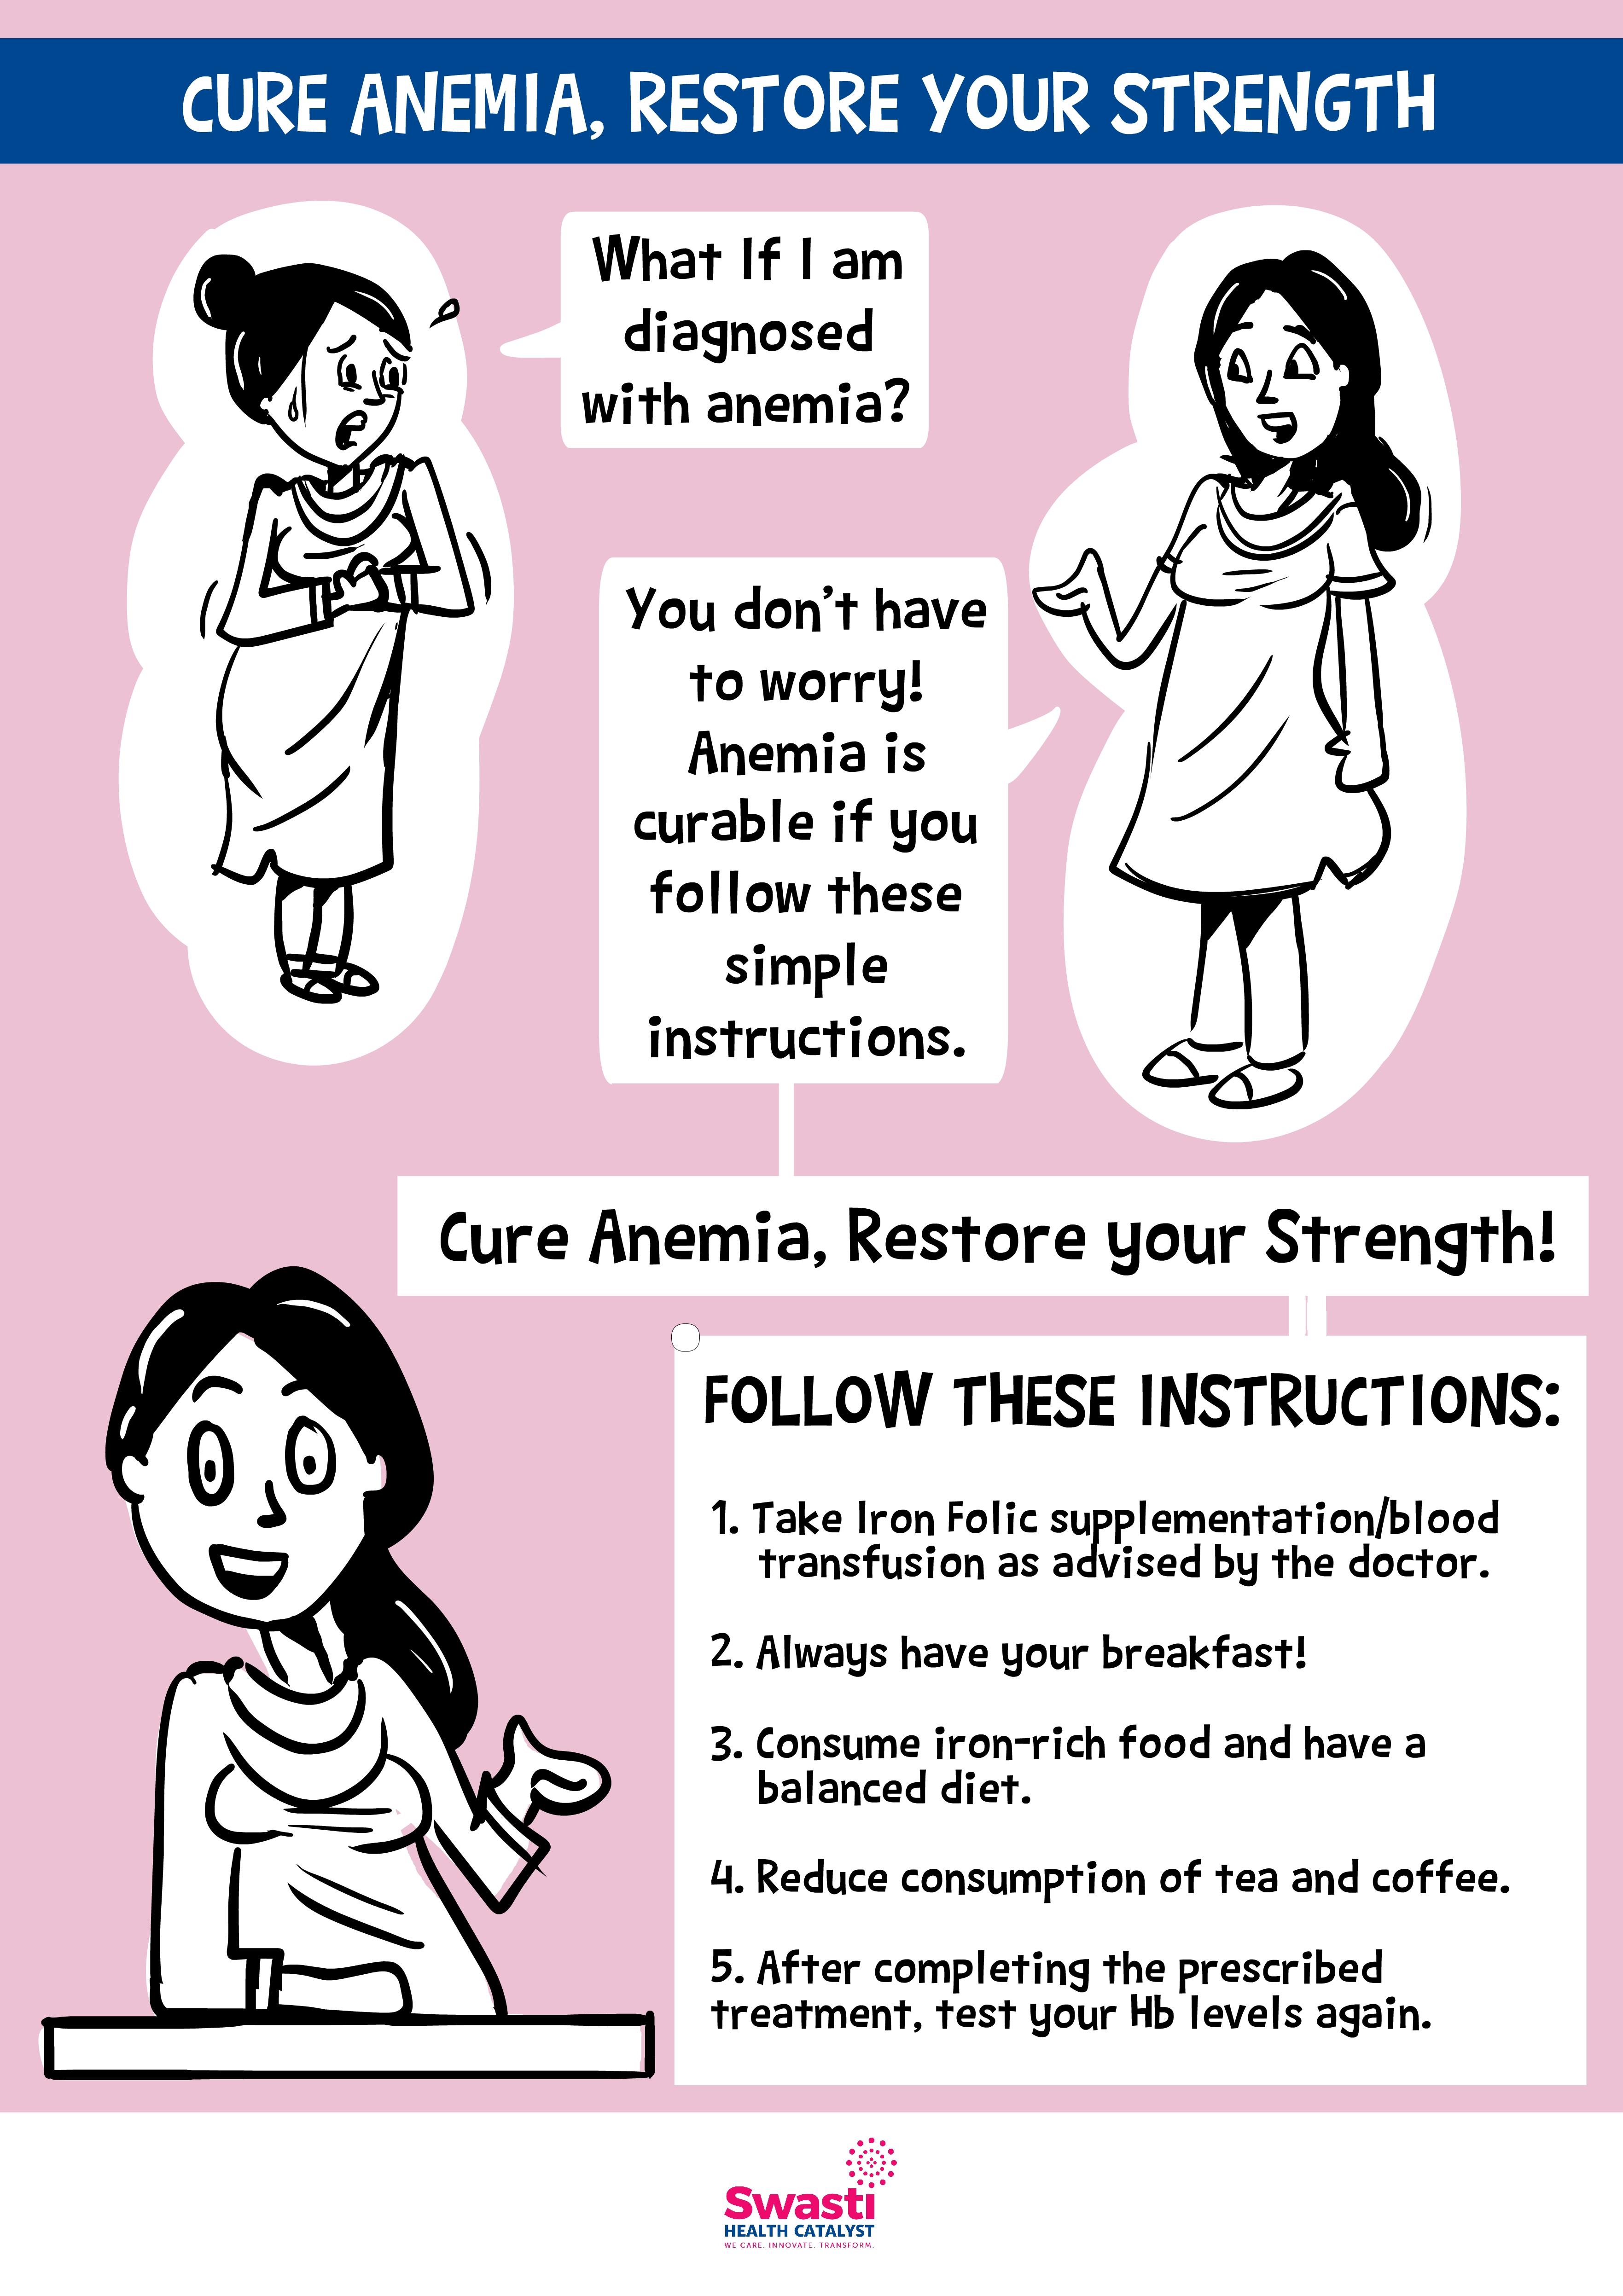 CURE ANEMIA, RESTORE YOUR STRENGTH
What If I am
diagnosed
with anemia?
You don't have
to worry!
Anemia is
curable if you
follow these
simple
instructions.
Cure Anemia, Restore your Strength!
FOLLOW THESE INSTRUCTIONS:
1. Take Iron Folic supplementation/blood
transfusion as advised by the doctor.
2. Always have your breakfast!
3. Consume iron-rich food and have a
balanced diet.
4. Reduce consumption of tea and coffee.
5. After completing the prescribed
treatment, test your Hb levels again.
Swasti
HEALTH CATALYST
WE CARE. INNOVATE. TRANSFORM.